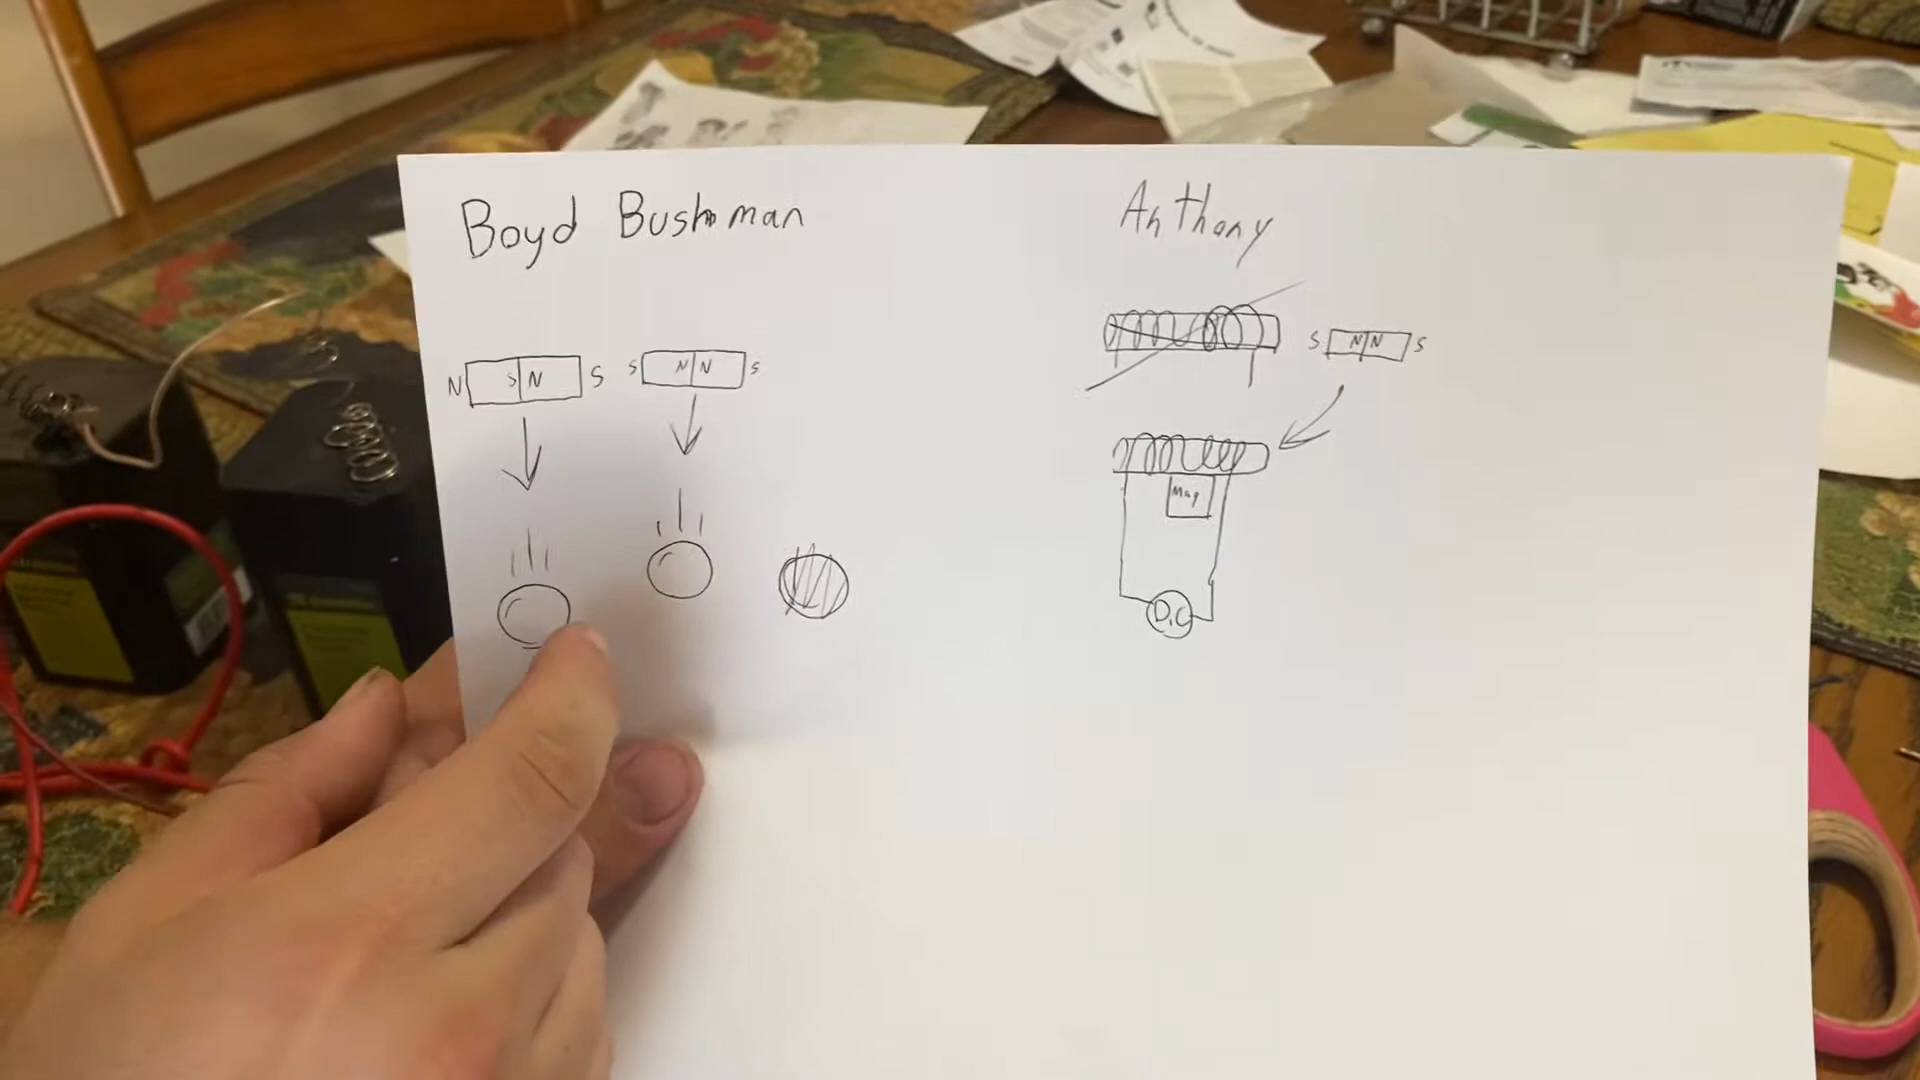 Boyd Bushman
Anthony
N S N S
S N N S
S N N S
Mag
D.C